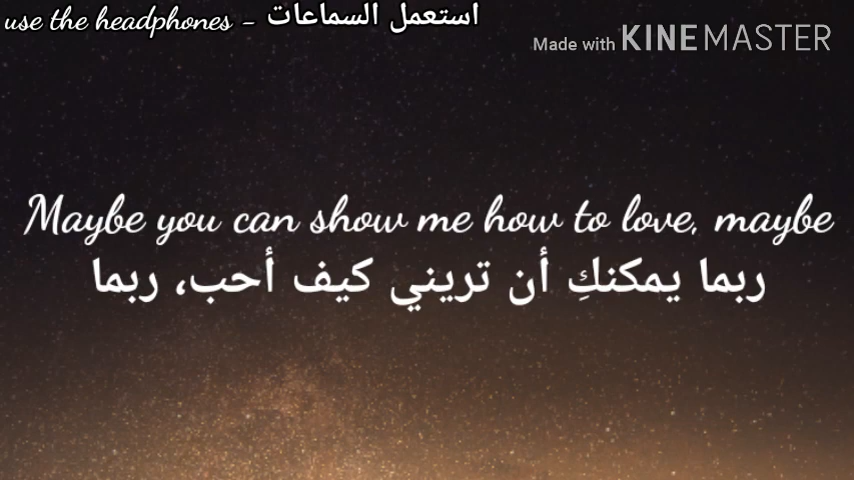 use the headphones - استعمل السماعات
Made with KINEMASTER
Maybe you can show me how to love, maybe
ربما يمكنكِ أن تريني كيف أحب، ربما